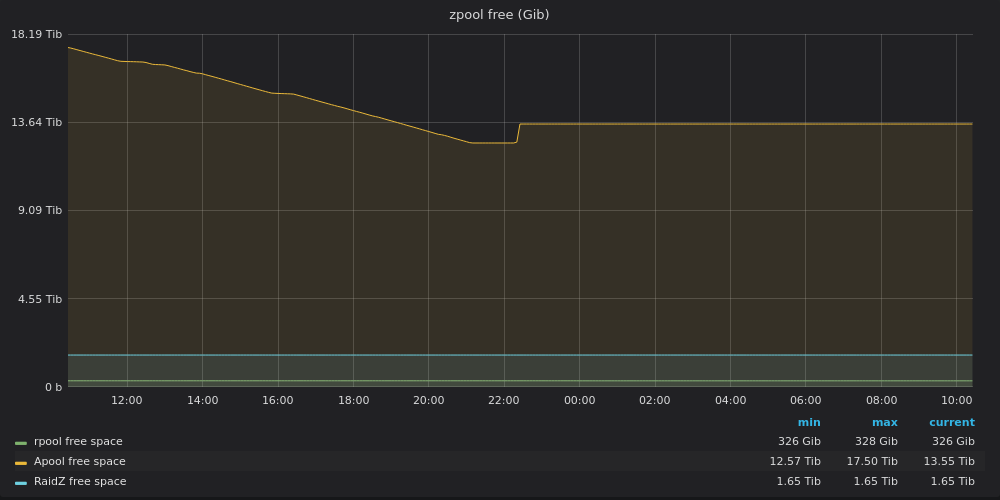 zpool free (Gib)
18.19 Tib
13.64 Tib
9.09 Tib
4.55 Tib
0 b
12:00 14:00 16:00 18:00 20:00 22:00 00:00 02:00 04:00 06:00 08:00 10:00
min max current
rpool free space 326 Gib 328 Gib 326 Gib
Apool free space 12.57 Tib 17.50 Tib 13.55 Tib
RaidZ free space 1.65 Tib 1.65 Tib 1.65 Tib